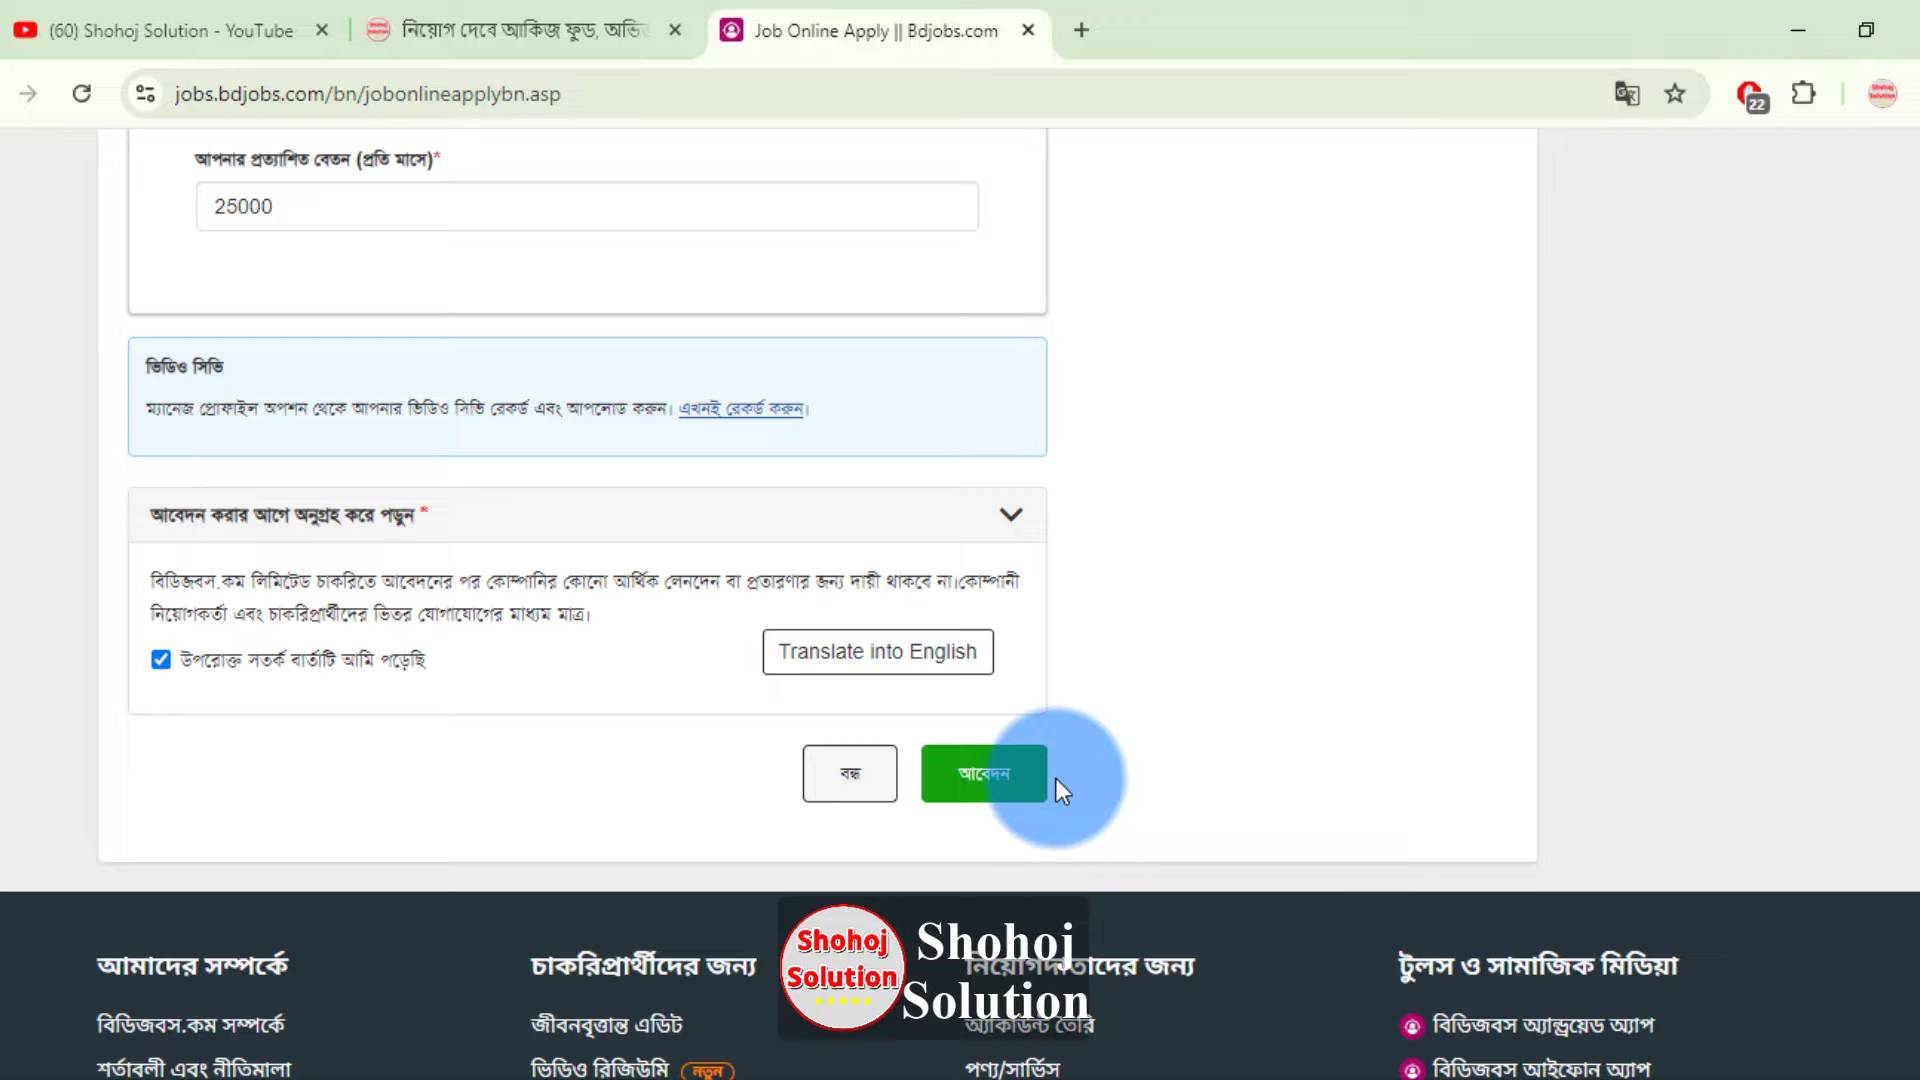 (60) Shohoj Solution - YouTube
নিয়োগ দেবে আকিজ ফুড, অভি
Job Online Apply || Bdjobs.com
jobs.bdjobs.com/bn/jobonlineapplybn.asp
22
আপনার প্রত্যাশিত বেতন (প্রতি মাসে)*
25000
ভিডিও সিভি
ম্যানেজ প্রোফাইল অপশন থেকে আপনার ভিডিও সিভি রেকর্ড এবং আপলোড করুন। এখনই রেকর্ড করুন।
আবেদন করার আগে অনুগ্রহ করে পড়ুন *
বিডিজবস.কম লিমিটেড চাকরিতে আবেদনের পর কোম্পানির কোনো আর্থিক লেনদেন বা প্রতারণার জন্য দায়ী থাকবে না।কোম্পানী
নিয়োগকর্তা এবং চাকরিপ্রার্থীদের ভিতর যোগাযোগের মাধ্যম মাত্র।
উপরোক্ত সতর্ক বার্তাটি আমি পড়েছি
Translate into English
বন্ধ
আবেদন
আমাদের সম্পর্কে
চাকরিপ্রার্থীদের জন্য
নিয়োগদাতাদের জন্য
টুলস ও সামাজিক মিডিয়া
Shohoj
Solution
Shohoj
Solution
বিডিজবস.কম সম্পর্কে
জীবনবৃত্তান্ত এডিট
অ্যাকাউন্ট তৈরি
বিডিজবস অ্যান্ড্রয়েড অ্যাপ
শর্তাবলী এবং নীতিমালা
ভিডিও রিজিউমি নতুন
পণ্য/সার্ভিস
বিডিজবস আইফোন অ্যাপ